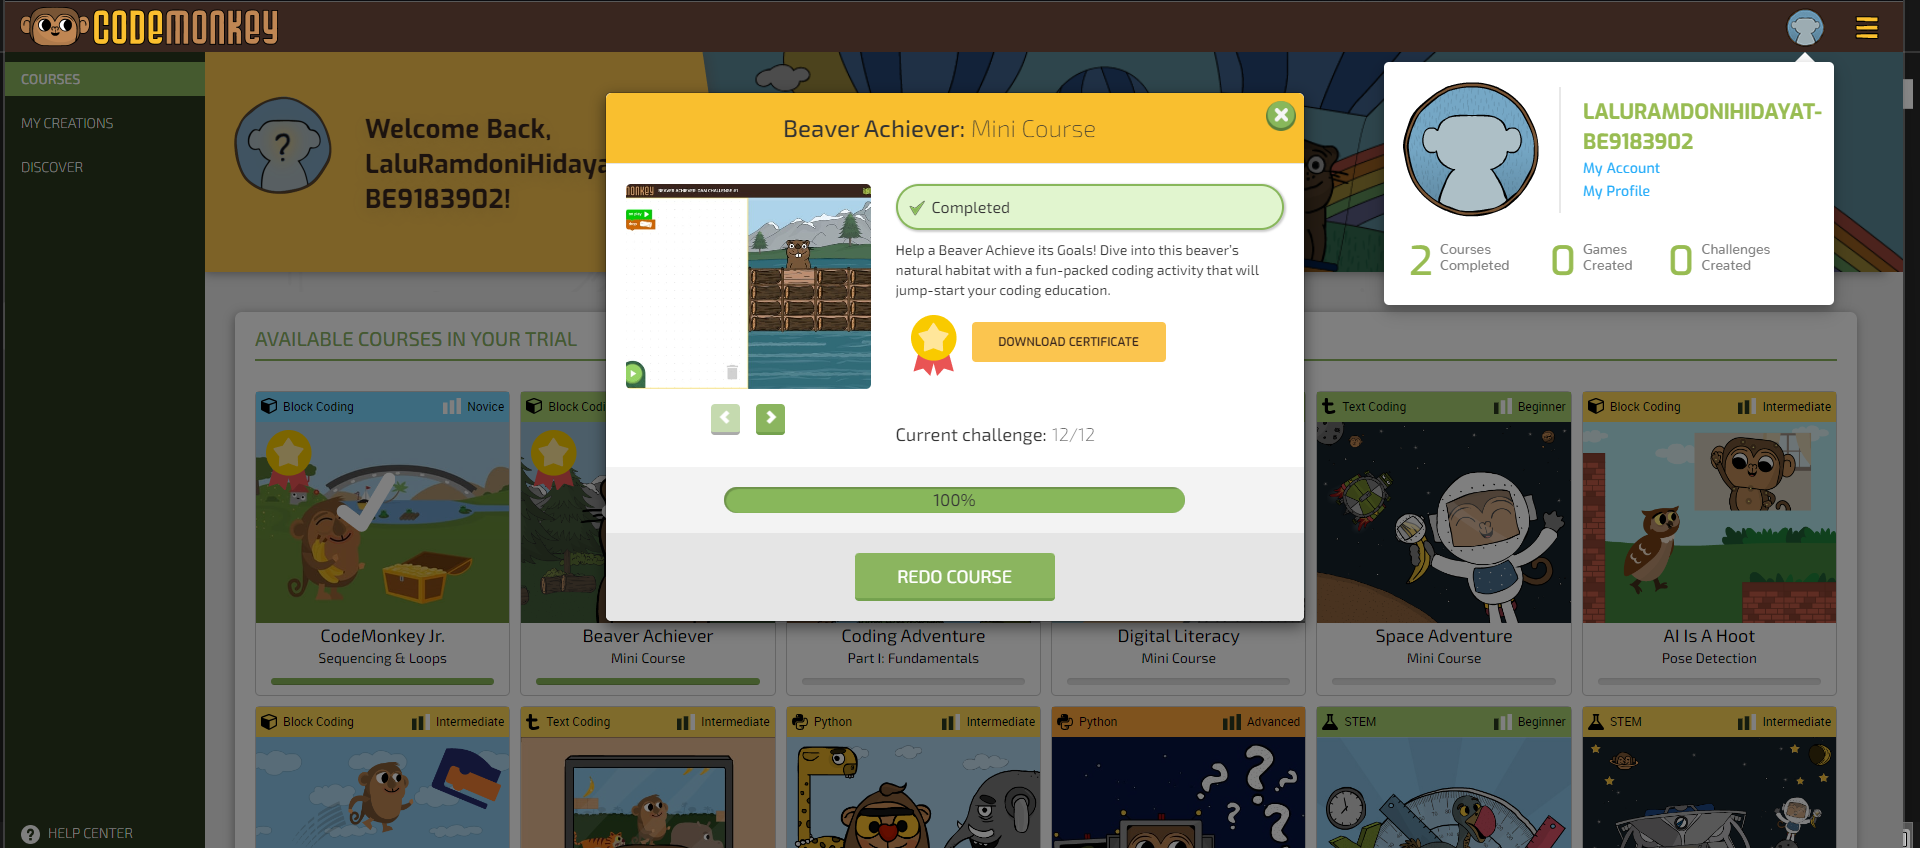 CODEMONKEY
COURSES
MY CREATIONS
DISCOVER
HELP CENTER
?
Welcome Back,
LaluRamdoniHidaya
BE9183902!
LALURAMDONIHIDAYAT-
BE9183902
My Account
My Profile
2 Courses Completed
0 Games Created
0 Challenges Created
Beaver Achiever: Mini Course
Completed
Help a Beaver Achieve its Goals! Dive into this beaver's
natural habitat with a fun-packed coding activity that will
jump-start your coding education.
DOWNLOAD CERTIFICATE
Current challenge: 12/12
100%
REDO COURSE
AVAILABLE COURSES IN YOUR TRIAL
Block Coding Novice
CodeMonkey Jr.
Sequencing & Loops
Block Codi
Beaver Achiever
Mini Course
Coding Adventure
Part I: Fundamentals
Digital Literacy
Mini Course
Text Coding Beginner
Space Adventure
Mini Course
Block Coding Intermediate
AI Is A Hoot
Pose Detection
Block Coding Intermediate
Text Coding Intermediate
Python Intermediate
Python Advanced
STEM Beginner
STEM Intermediate